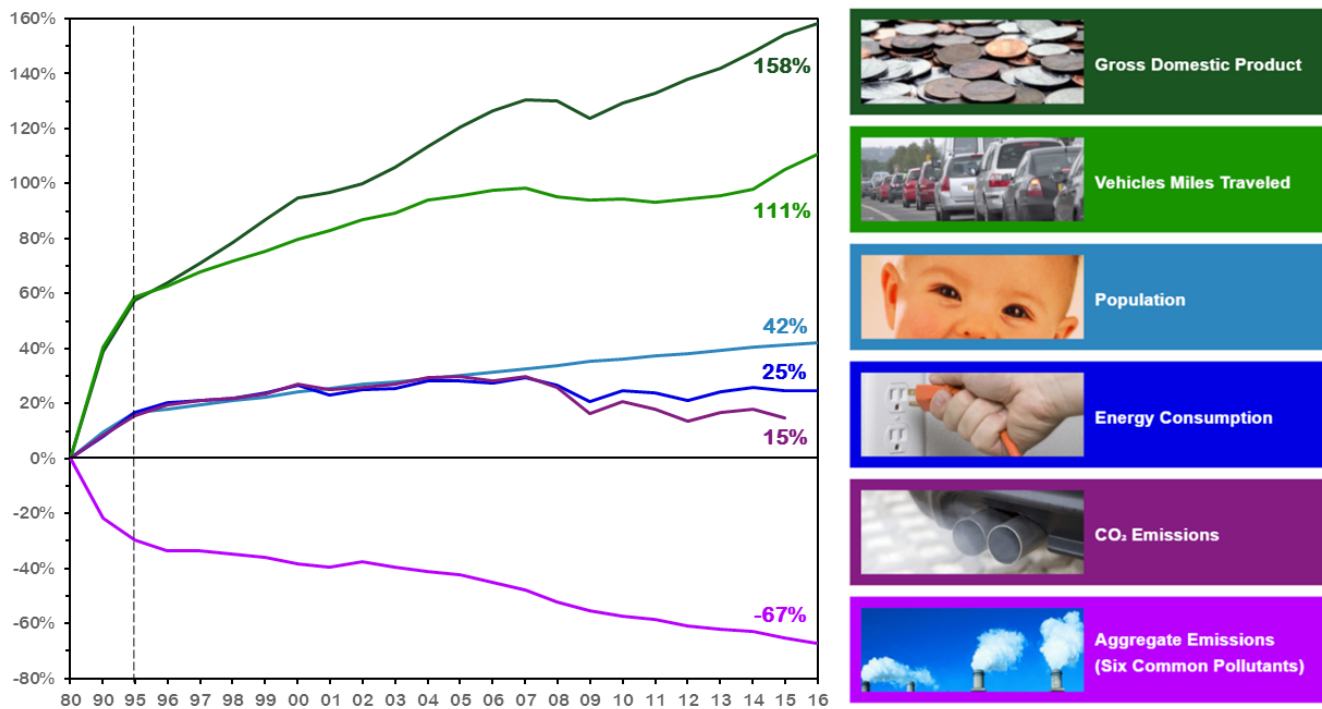 160%
140%
120%
100%
80%
60%
40%
20%
0%
-20%
-40%
-60%
-80%
80 90 95 96 97 98 99 00 01 02 03 04 05 06 07 08 09 10 11 12 13 14 15 16
158%
111%
42%
25%
15%
-67%
Gross Domestic Product
Vehicles Miles Traveled
Population
Energy Consumption
CO₂ Emissions
Aggregate Emissions
(Six Common Pollutants)